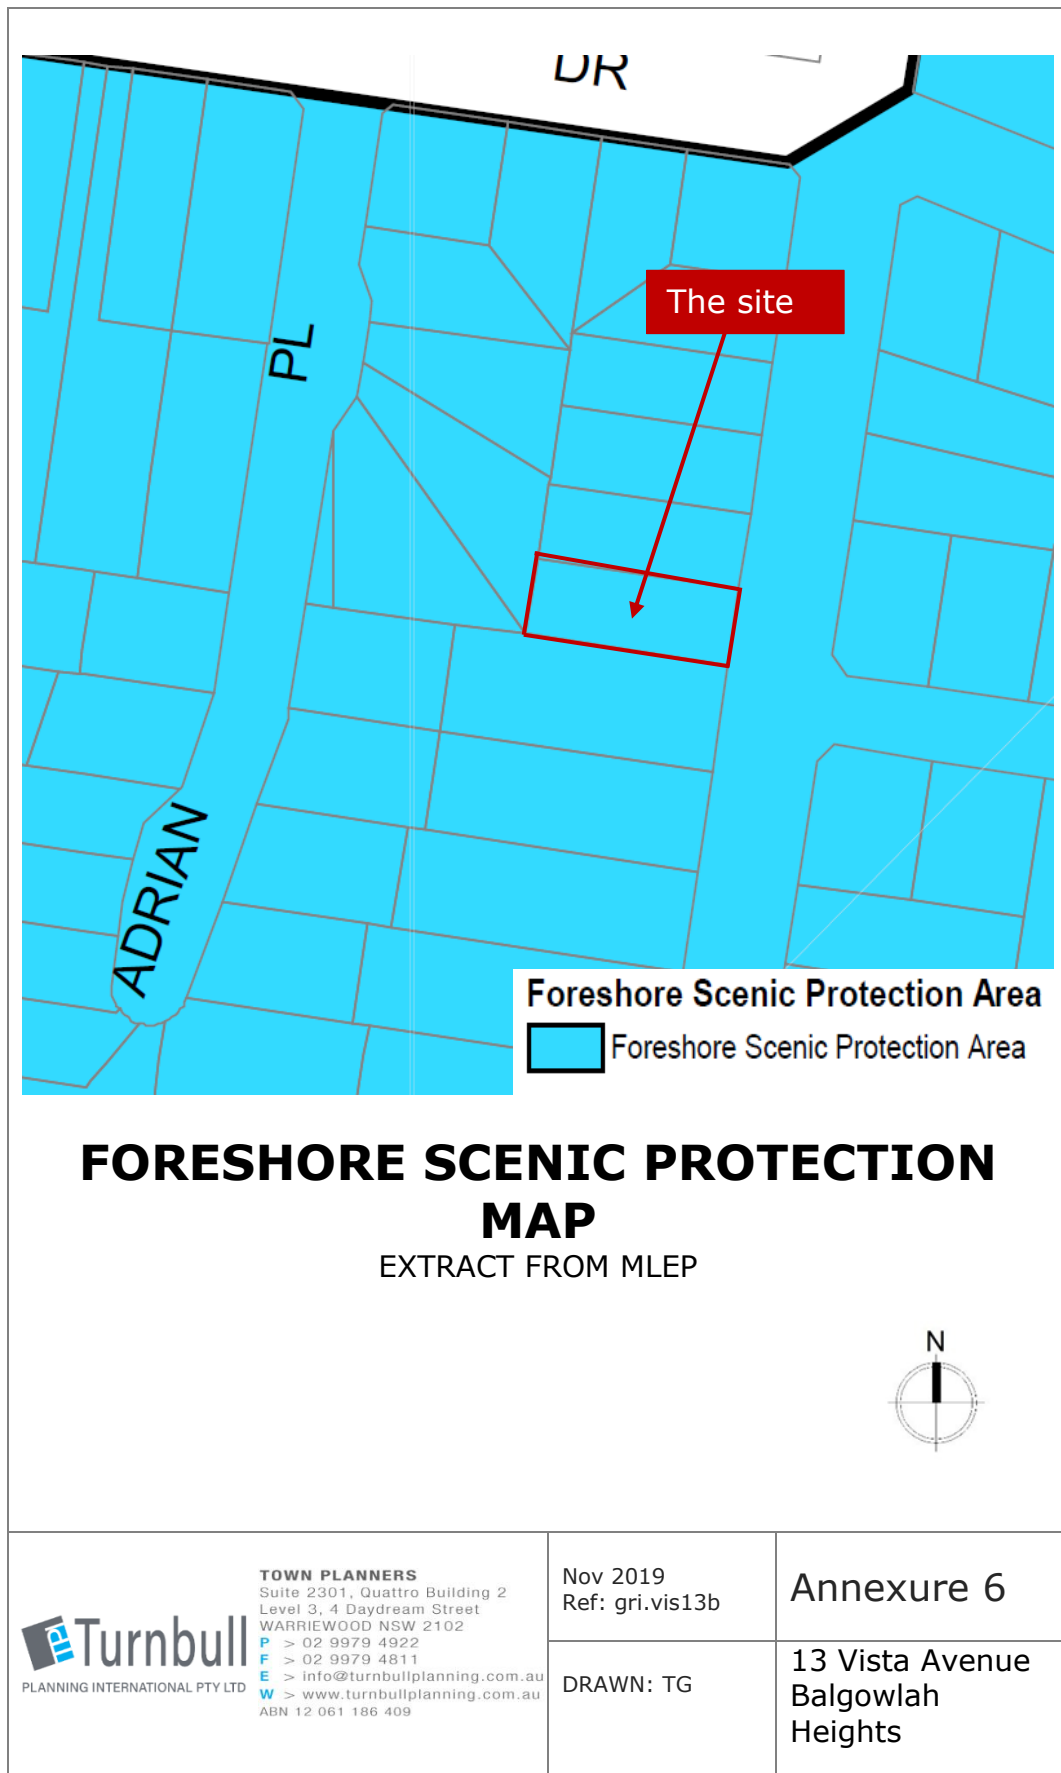 DR
The site
PL
ADRIAN
Foreshore Scenic Protection Area
Foreshore Scenic Protection Area
FORESHORE SCENIC PROTECTION
MAP
EXTRACT FROM MLEP
N
Turnbull
PLANNING INTERNATIONAL PTY LTD
TOWN PLANNERS
Suite 2301, Quattro Building 2
Level 3, 4 Daydream Street
WARRIEWOOD NSW 2102
P > 02 9979 4922
F > 02 9979 4811
E > info@turnbullplanning.com.au
W > www.turnbullplanning.com.au
ABN 12 061 186 409
Nov 2019
Ref: gri.vis13b
DRAWN: TG
Annexure 6
13 Vista Avenue
Balgowlah
Heights